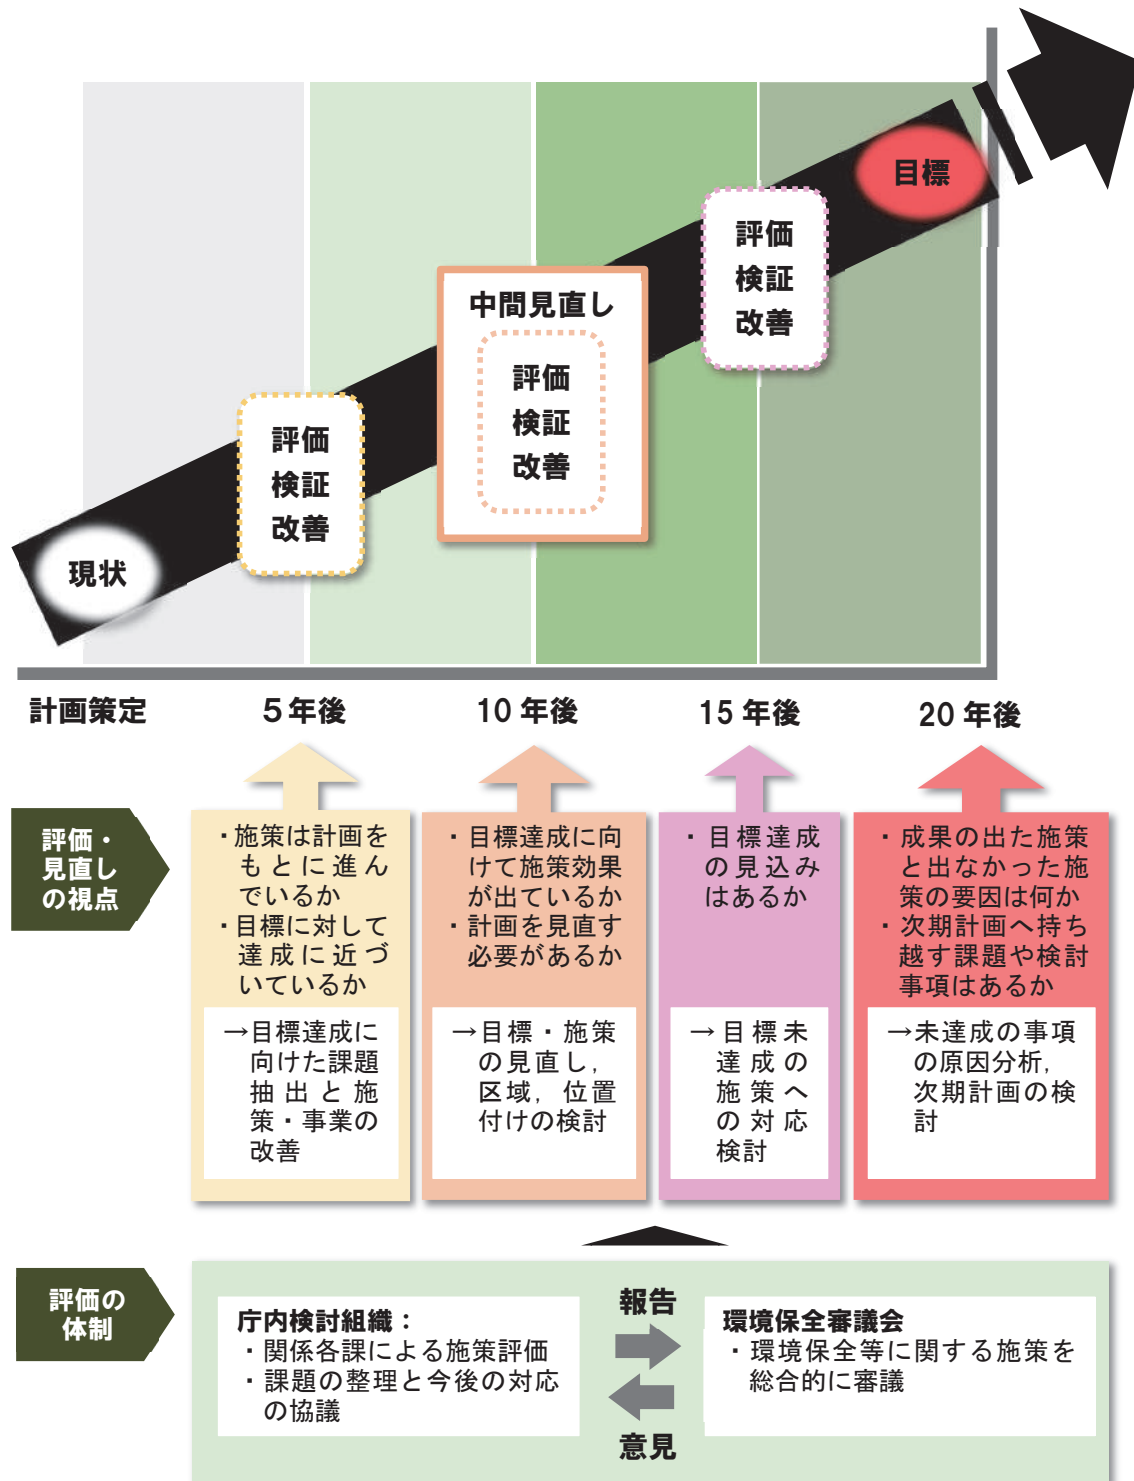 目標
評価
検証
改善
中間見直し
評価
検証
改善
評価
検証
改善
現状
計画策定
5年後
10年後
15年後
20年後
評価・
見直し
の視点
・施策は計画を
もとに進ん
でいるか
・目標に対して
達成に近づ
いているか
→目標達成に
向けた課題
抽出と施
策・事業の
改善
・目標達成に向
けて施策効果
が出ているか
・計画を見直す
必要があるか
→目標・施策
の見直し，
区域，位置
付けの検討
・目標達成
の見込み
はあるか
→目標未
達成の
施策へ
の対応
検討
・成果の出た施策
と出なかった施
策の要因は何か
・次期計画へ持ち
越す課題や検討
事項はあるか
→未達成の事項
の原因分析，
次期計画の検
討
評価の
体制
庁内検討組織：
・関係各課による施策評価
・課題の整理と今後の対応
の協議
報告
意見
環境保全審議会
・環境保全等に関する施策を
総合的に審議